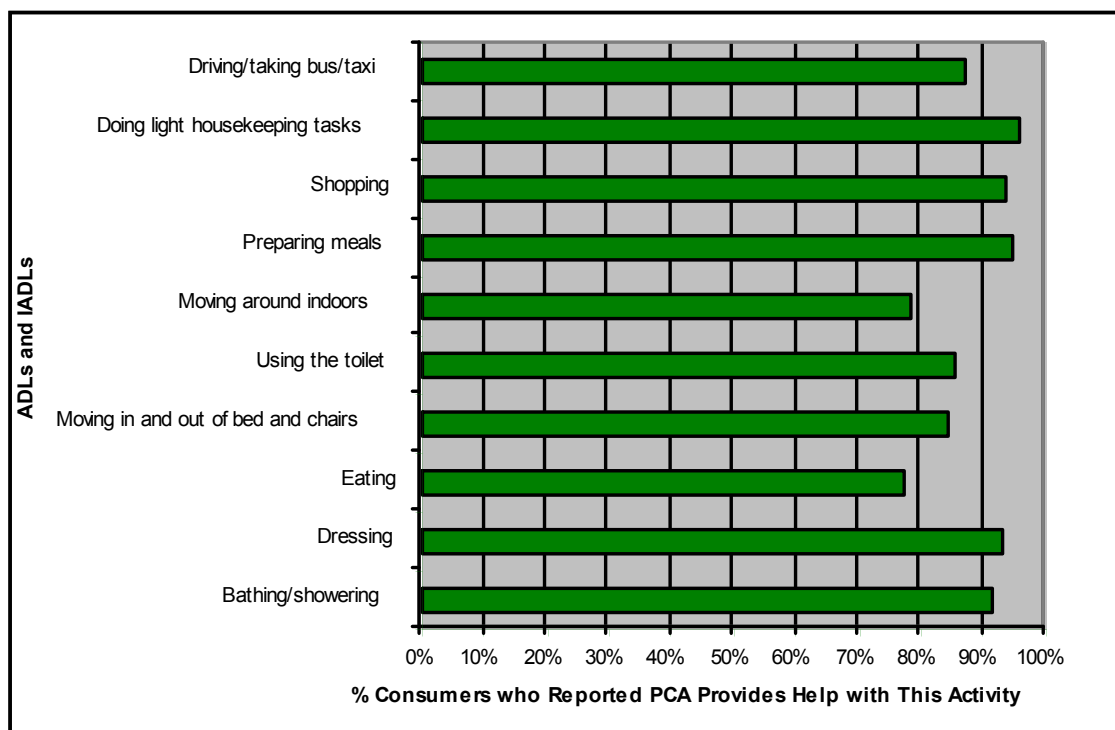 ADLs and IADLs
Driving/taking bus/taxi
Doing light housekeeping tasks
Shopping
Preparing meals
Moving around indoors
Using the toilet
Moving in and out of bed and chairs
Eating
Dressing
Bathing/showering
0% 10% 20% 30% 40% 50% 60% 70% 80% 90% 100%
% Consumers who Reported PCA Provides Help with This Activity